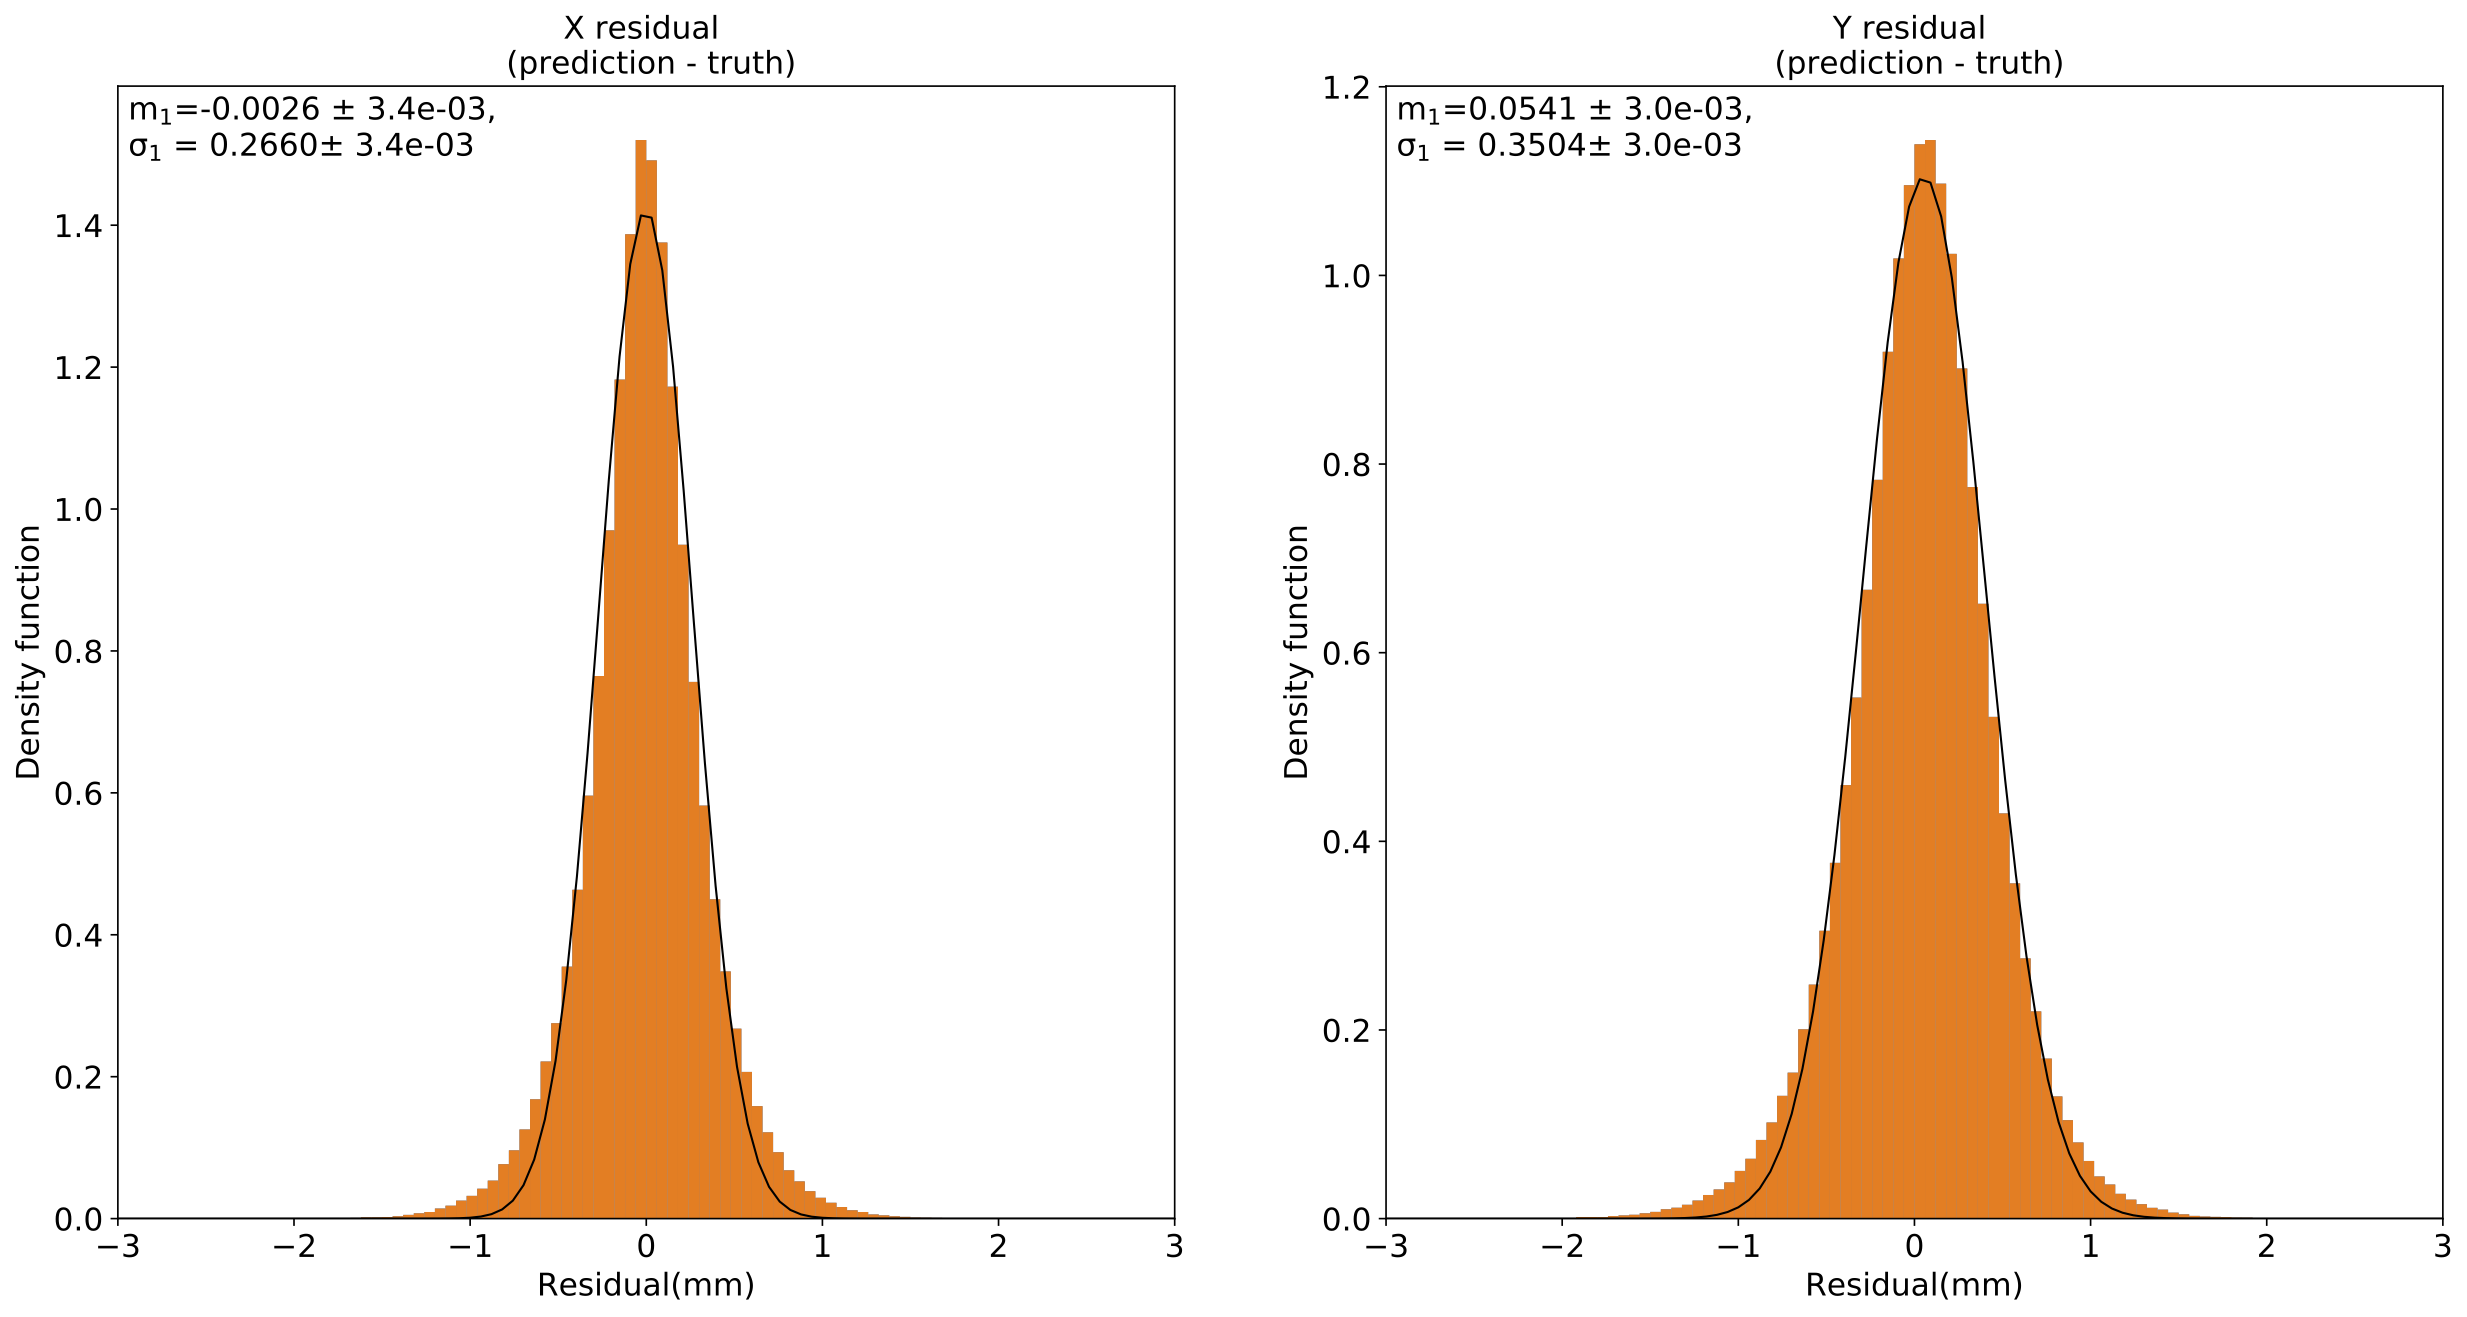 X residual
(prediction - truth)
m₁=-0.0026 ± 3.4e-03,
σ₁ = 0.2660± 3.4e-03
Density function
1.4
1.2
1.0
0.8
0.6
0.4
0.2
0.0
−3 −2 −1 0 1 2 3
Residual(mm)
Y residual
(prediction - truth)
m₁=0.0541 ± 3.0e-03,
σ₁ = 0.3504± 3.0e-03
Density function
1.2
1.0
0.8
0.6
0.4
0.2
0.0
−3 −2 −1 0 1 2 3
Residual(mm)